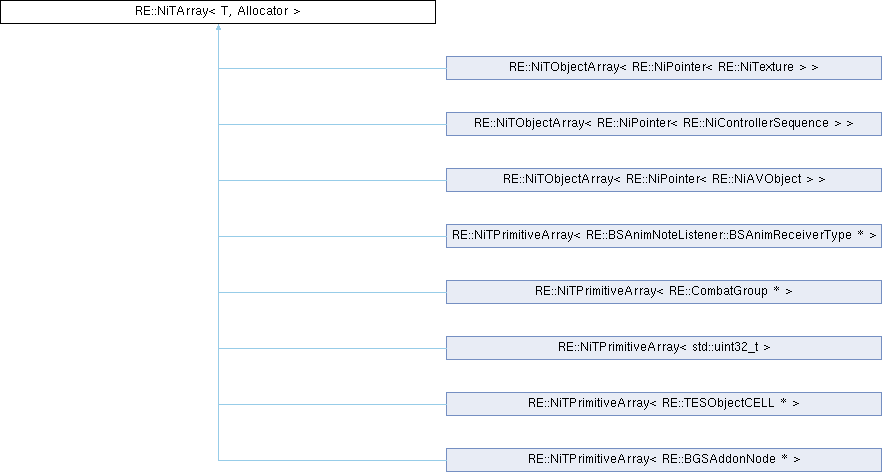 RE::NiTArray< T, Allocator >
RE::NiTObjectArray< RE::NiPointer< RE::NiTexture > >
RE::NiTObjectArray< RE::NiPointer< RE::NiControllerSequence > >
RE::NiTObjectArray< RE::NiPointer< RE::NiAVObject > >
RE::NiTPrimitiveArray< RE::BSAnimNoteListener::BSAnimReceiverType * >
RE::NiTPrimitiveArray< RE::CombatGroup * >
RE::NiTPrimitiveArray< std::uint32_t >
RE::NiTPrimitiveArray< RE::TESObjectCELL * >
RE::NiTPrimitiveArray< RE::BGSAddonNode * >